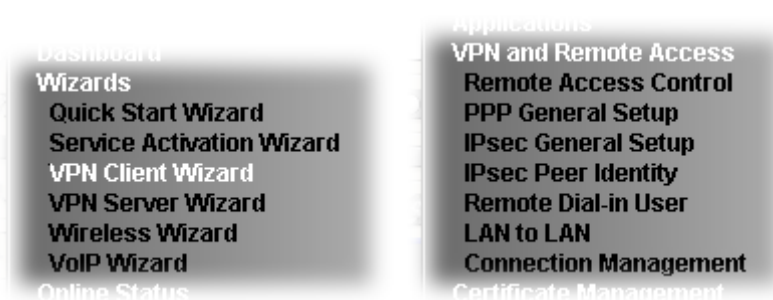 Dashboard
Wizards
Quick Start Wizard
Service Activation Wizard
VPN Client Wizard
VPN Server Wizard
Wireless Wizard
VoIP Wizard
Online Status
Applications
VPN and Remote Access
Remote Access Control
PPP General Setup
IPsec General Setup
IPsec Peer Identity
Remote Dial-in User
LAN to LAN
Connection Management
Certificate Management